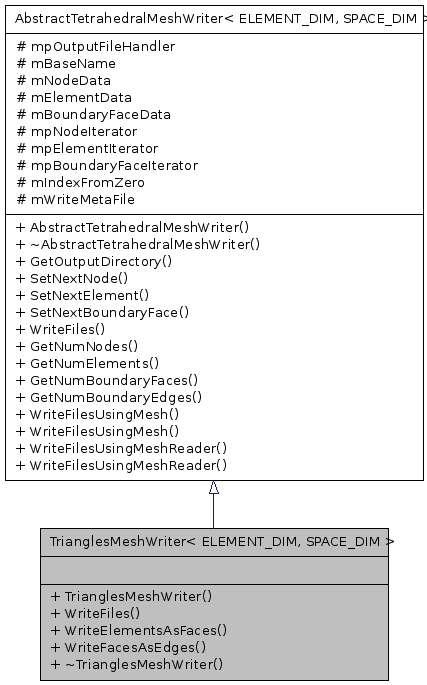 AbstractTetrahedralMeshWriter< ELEMENT_DIM, SPACE_DIM >
# mpOutputFileHandler
# mBaseName
# mNodeData
# mElementData
# mBoundaryFaceData
# mpNodeIterator
# mpElementIterator
# mpBoundaryFaceIterator
# mIndexFromZero
# mWriteMetaFile
+ AbstractTetrahedralMeshWriter()
+ ~AbstractTetrahedralMeshWriter()
+ GetOutputDirectory()
+ SetNextNode()
+ SetNextElement()
+ SetNextBoundaryFace()
+ WriteFiles()
+ GetNumNodes()
+ GetNumElements()
+ GetNumBoundaryFaces()
+ GetNumBoundaryEdges()
+ WriteFilesUsingMesh()
+ WriteFilesUsingMesh()
+ WriteFilesUsingMeshReader()
+ WriteFilesUsingMeshReader()
TrianglesMeshWriter< ELEMENT_DIM, SPACE_DIM >
+ TrianglesMeshWriter()
+ WriteFiles()
+ WriteElementsAsFaces()
+ WriteFacesAsEdges()
+ ~TrianglesMeshWriter()